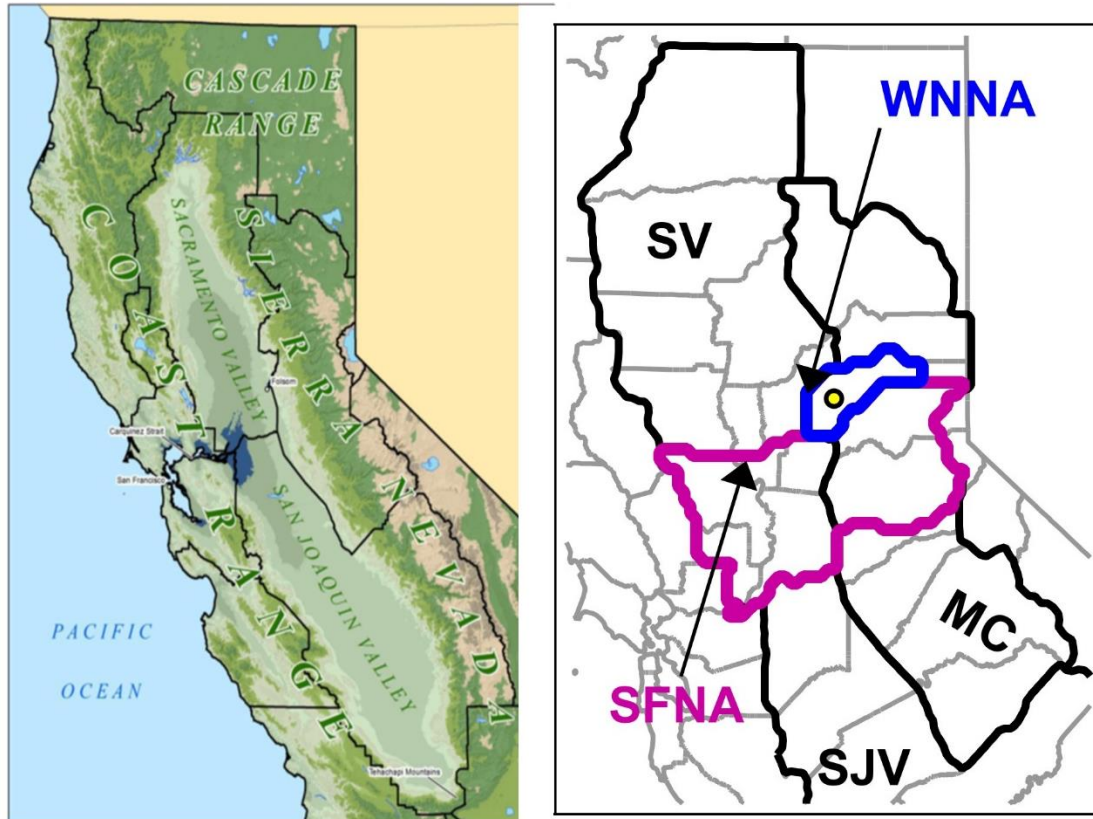 CASCADE
RANGE
COAST RANGE
SIERRA NEVADA
SACRAMENTO VALLEY
Folsom
Carquinez Strait
San Francisco
SAN JOAQUIN VALLEY
PACIFIC
OCEAN
Tehachapi Mountains
WNNA
SV
MC
SFNA
SJV